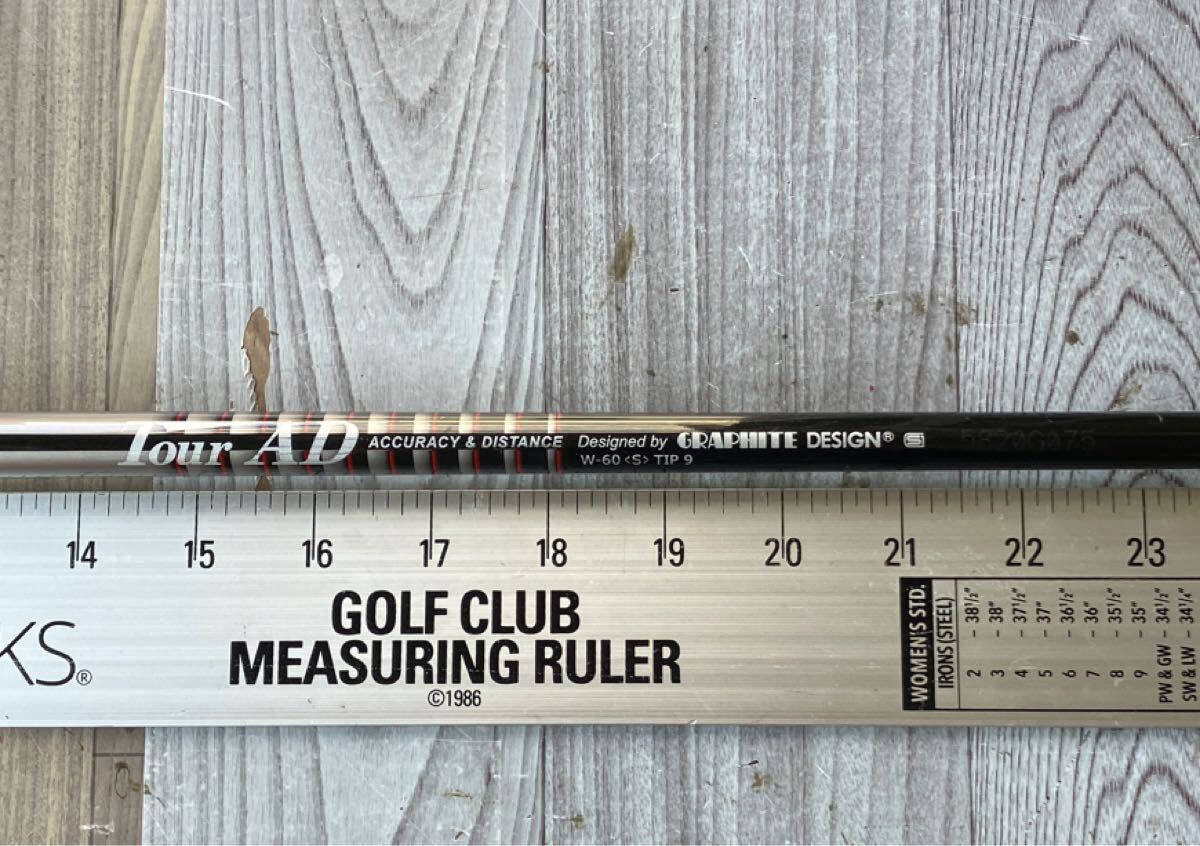 Tour AD ACCURACY & DISTANCE Designed by GRAPHITE DESIGN®
W-60 <S> TIP 9
14 15 16 17 18 19 20 21 22 23
KS®
GOLF CLUB
MEASURING RULER
©1986
WOMEN'S STD.
IRONS (STEEL)
2 - 38½"
3 - 38"
4 - 37½"
5 - 37"
6 - 36½"
7 - 36"
8 - 35½"
9 - 35"
PW & GW - 34½"
SW & LW - 34¼"